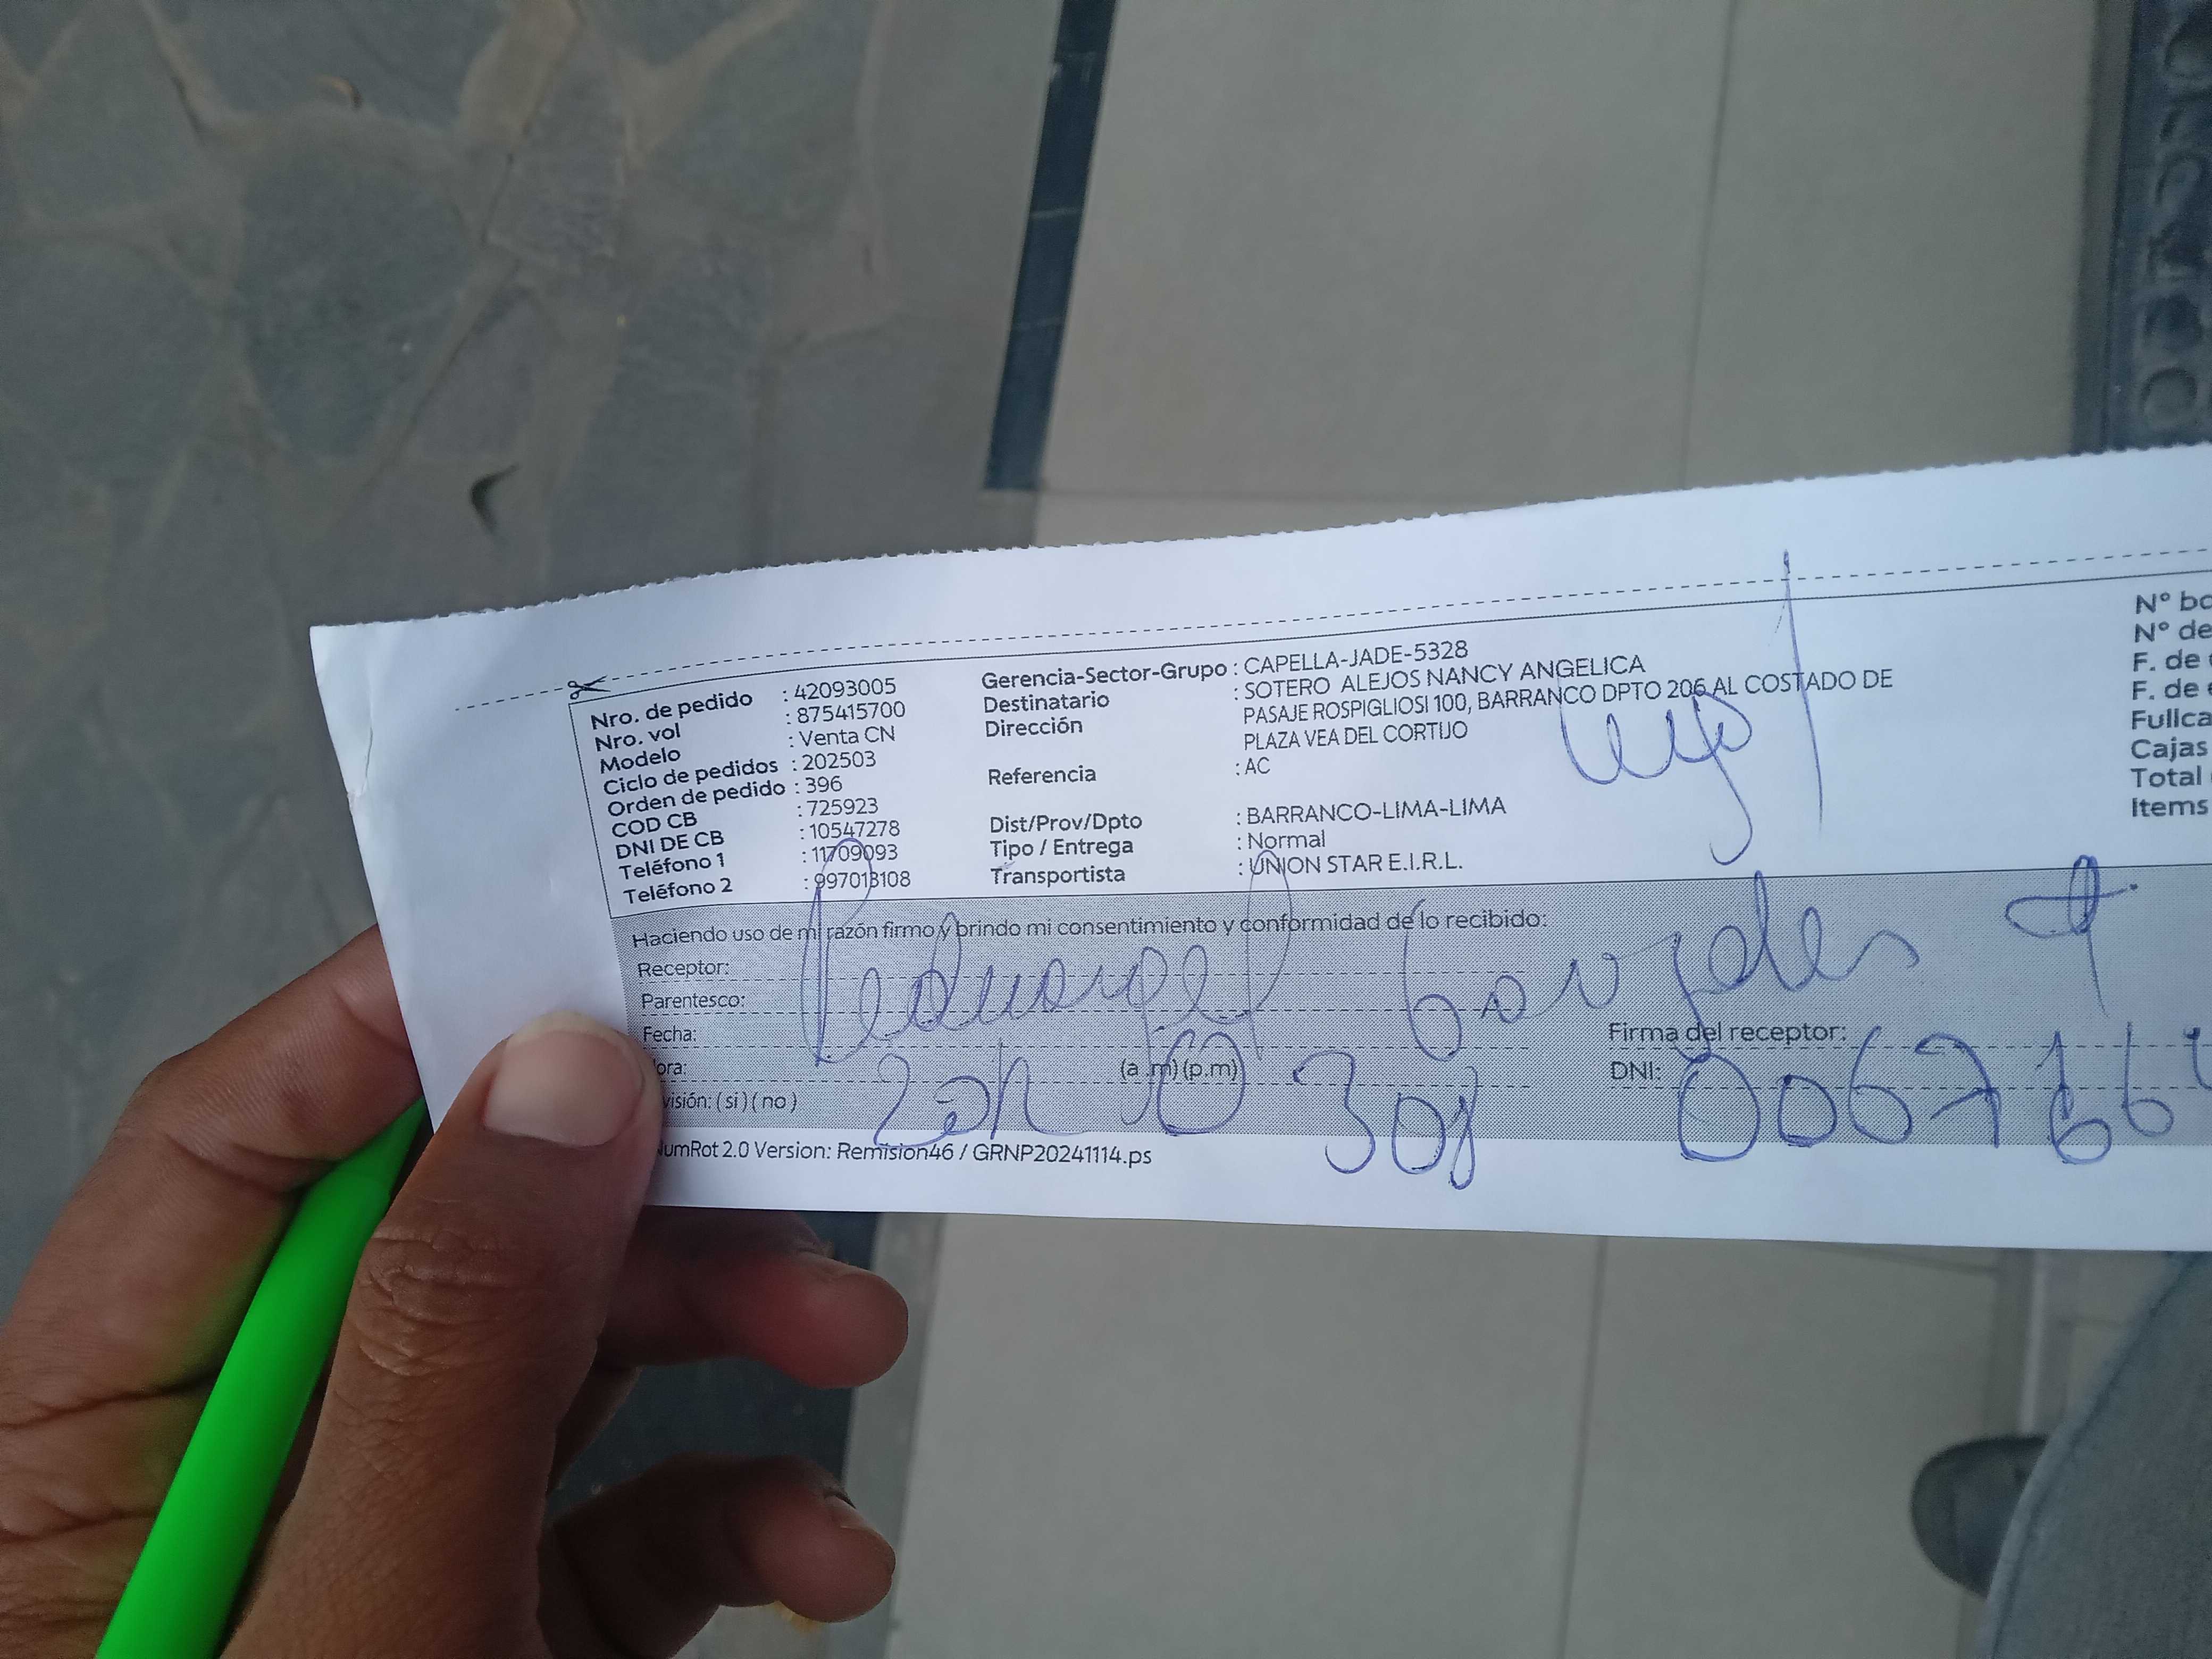 Nro. de pedido : 42093005
Nro. vol : 875415700
Modelo : Venta CN
Ciclo de pedidos : 202503
Orden de pedido : 396
COD CB : 725923
DNI DE CB : 10547278
Teléfono 1 : 11709093
Teléfono 2 : 997013108
Gerencia-Sector-Grupo : CAPELLA-JADE-5328
Destinatario : SOTERO ALEJOS NANCY ANGELICA
Dirección PASAJE ROSPIGLIOSI 100, BARRANCO DPTO 206 AL COSTADO DE
PLAZA VEA DEL CORTIJO
Referencia : AC
Dist/Prov/Dpto : BARRANCO-LIMA-LIMA
Tipo / Entrega : Normal
Transportista : UNION STAR E.I.R.L.
N° bo
N° de
F. de
F. de
Fullca
Cajas
Total
Items
Haciendo uso de mi razón firmo y brindo mi consentimiento y conformidad de lo recibido:
Receptor:
Parentesco:
Fecha:
Firma del receptor:
ora: (a .m) (p.m)
DNI: 0067166
visión: ( si ) ( no )
308
umRot 2.0 Version: Remision46 / GRNP20241114.ps